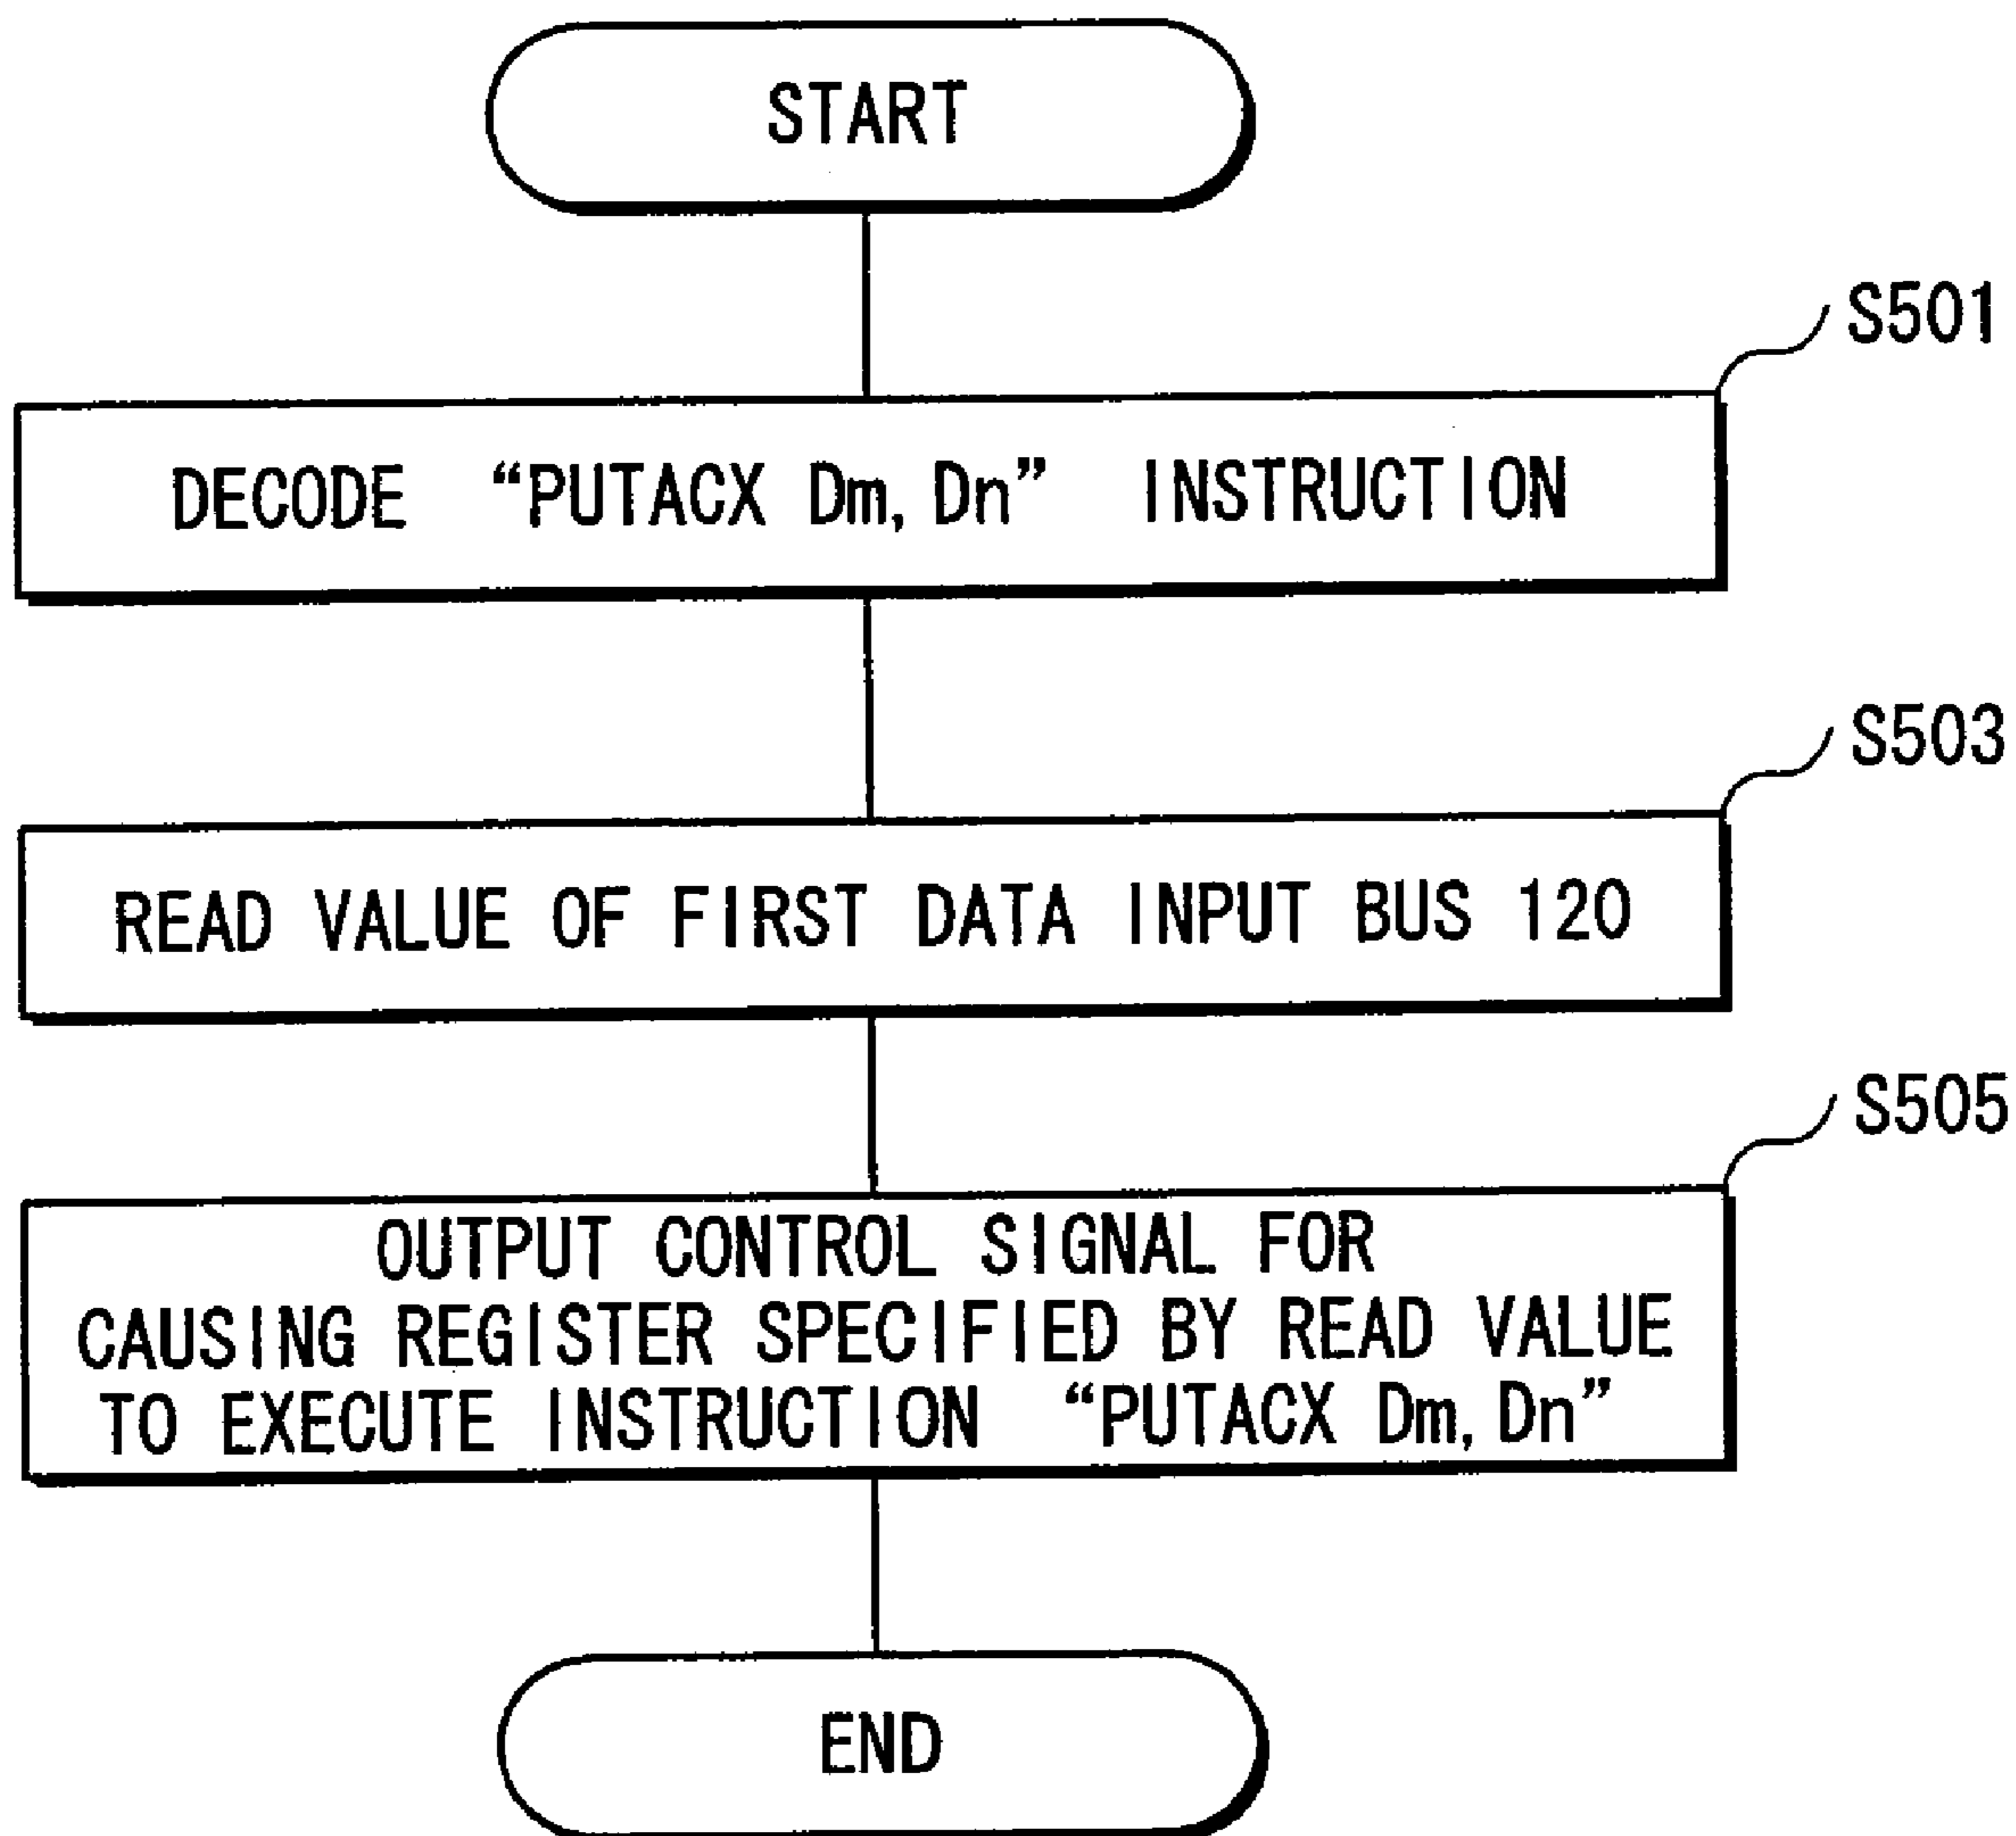 START
S501
DECODE “PUTACX Dm, Dn” INSTRUCTION
S503
READ VALUE OF FIRST DATA INPUT BUS 120
S505
OUTPUT CONTROL SIGNAL FOR
CAUSING REGISTER SPECIFIED BY READ VALUE
TO EXECUTE INSTRUCTION “PUTACX Dm, Dn”
END